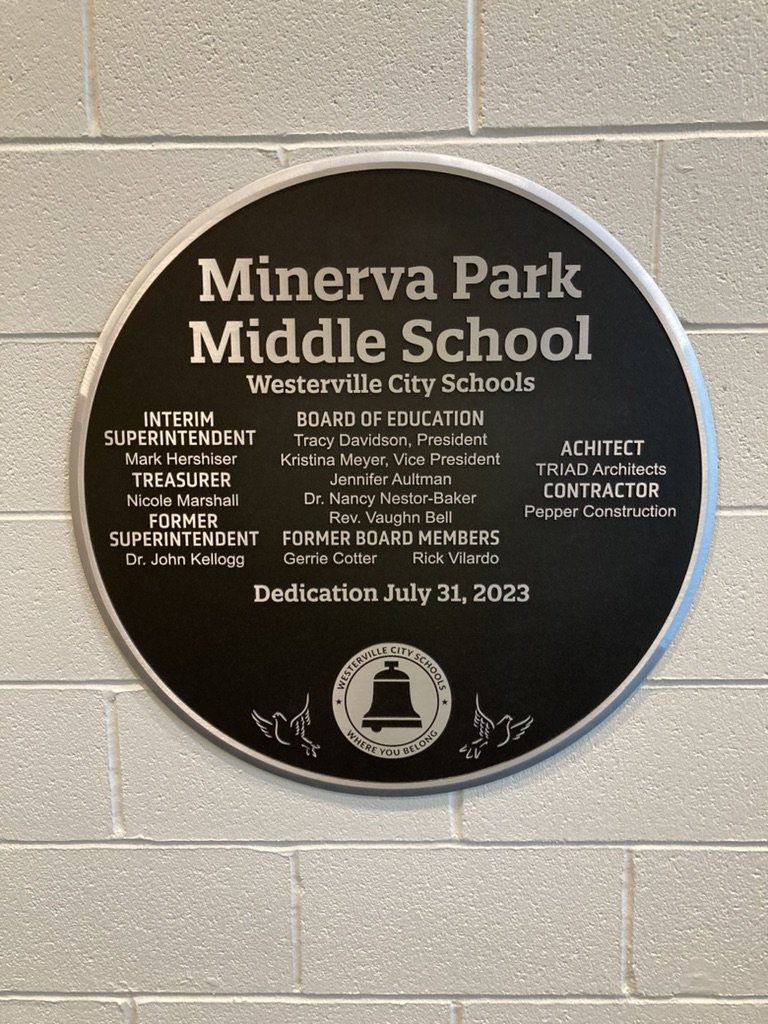 Minerva Park
Middle School
Westerville City Schools
INTERIM
SUPERINTENDENT
Mark Hershiser
TREASURER
Nicole Marshall
FORMER
SUPERINTENDENT
Dr. John Kellogg
BOARD OF EDUCATION
Tracy Davidson, President
Kristina Meyer, Vice President
Jennifer Aultman
Dr. Nancy Nestor-Baker
Rev. Vaughn Bell
FORMER BOARD MEMBERS
Gerrie Cotter Rick Vilardo
ACHITECT
TRIAD Architects
CONTRACTOR
Pepper Construction
Dedication July 31, 2023
WESTERVILLE CITY SCHOOLS
WHERE YOU BELONG